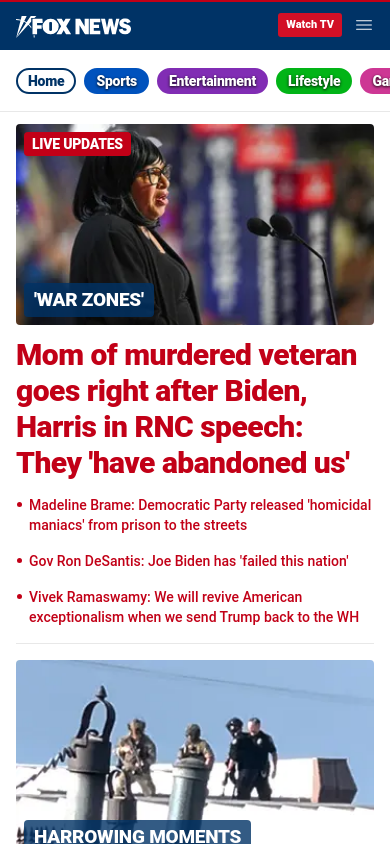 FOX NEWS
Watch TV
Home
Sports
Entertainment
Lifestyle
Ga
LIVE UPDATES
'WAR ZONES'
Mom of murdered veteran
goes right after Biden,
Harris in RNC speech:
They 'have abandoned us'
• Madeline Brame: Democratic Party released 'homicidal
maniacs' from prison to the streets
• Gov Ron DeSantis: Joe Biden has 'failed this nation'
• Vivek Ramaswamy: We will revive American
exceptionalism when we send Trump back to the WH
HARROWING MOMENTS